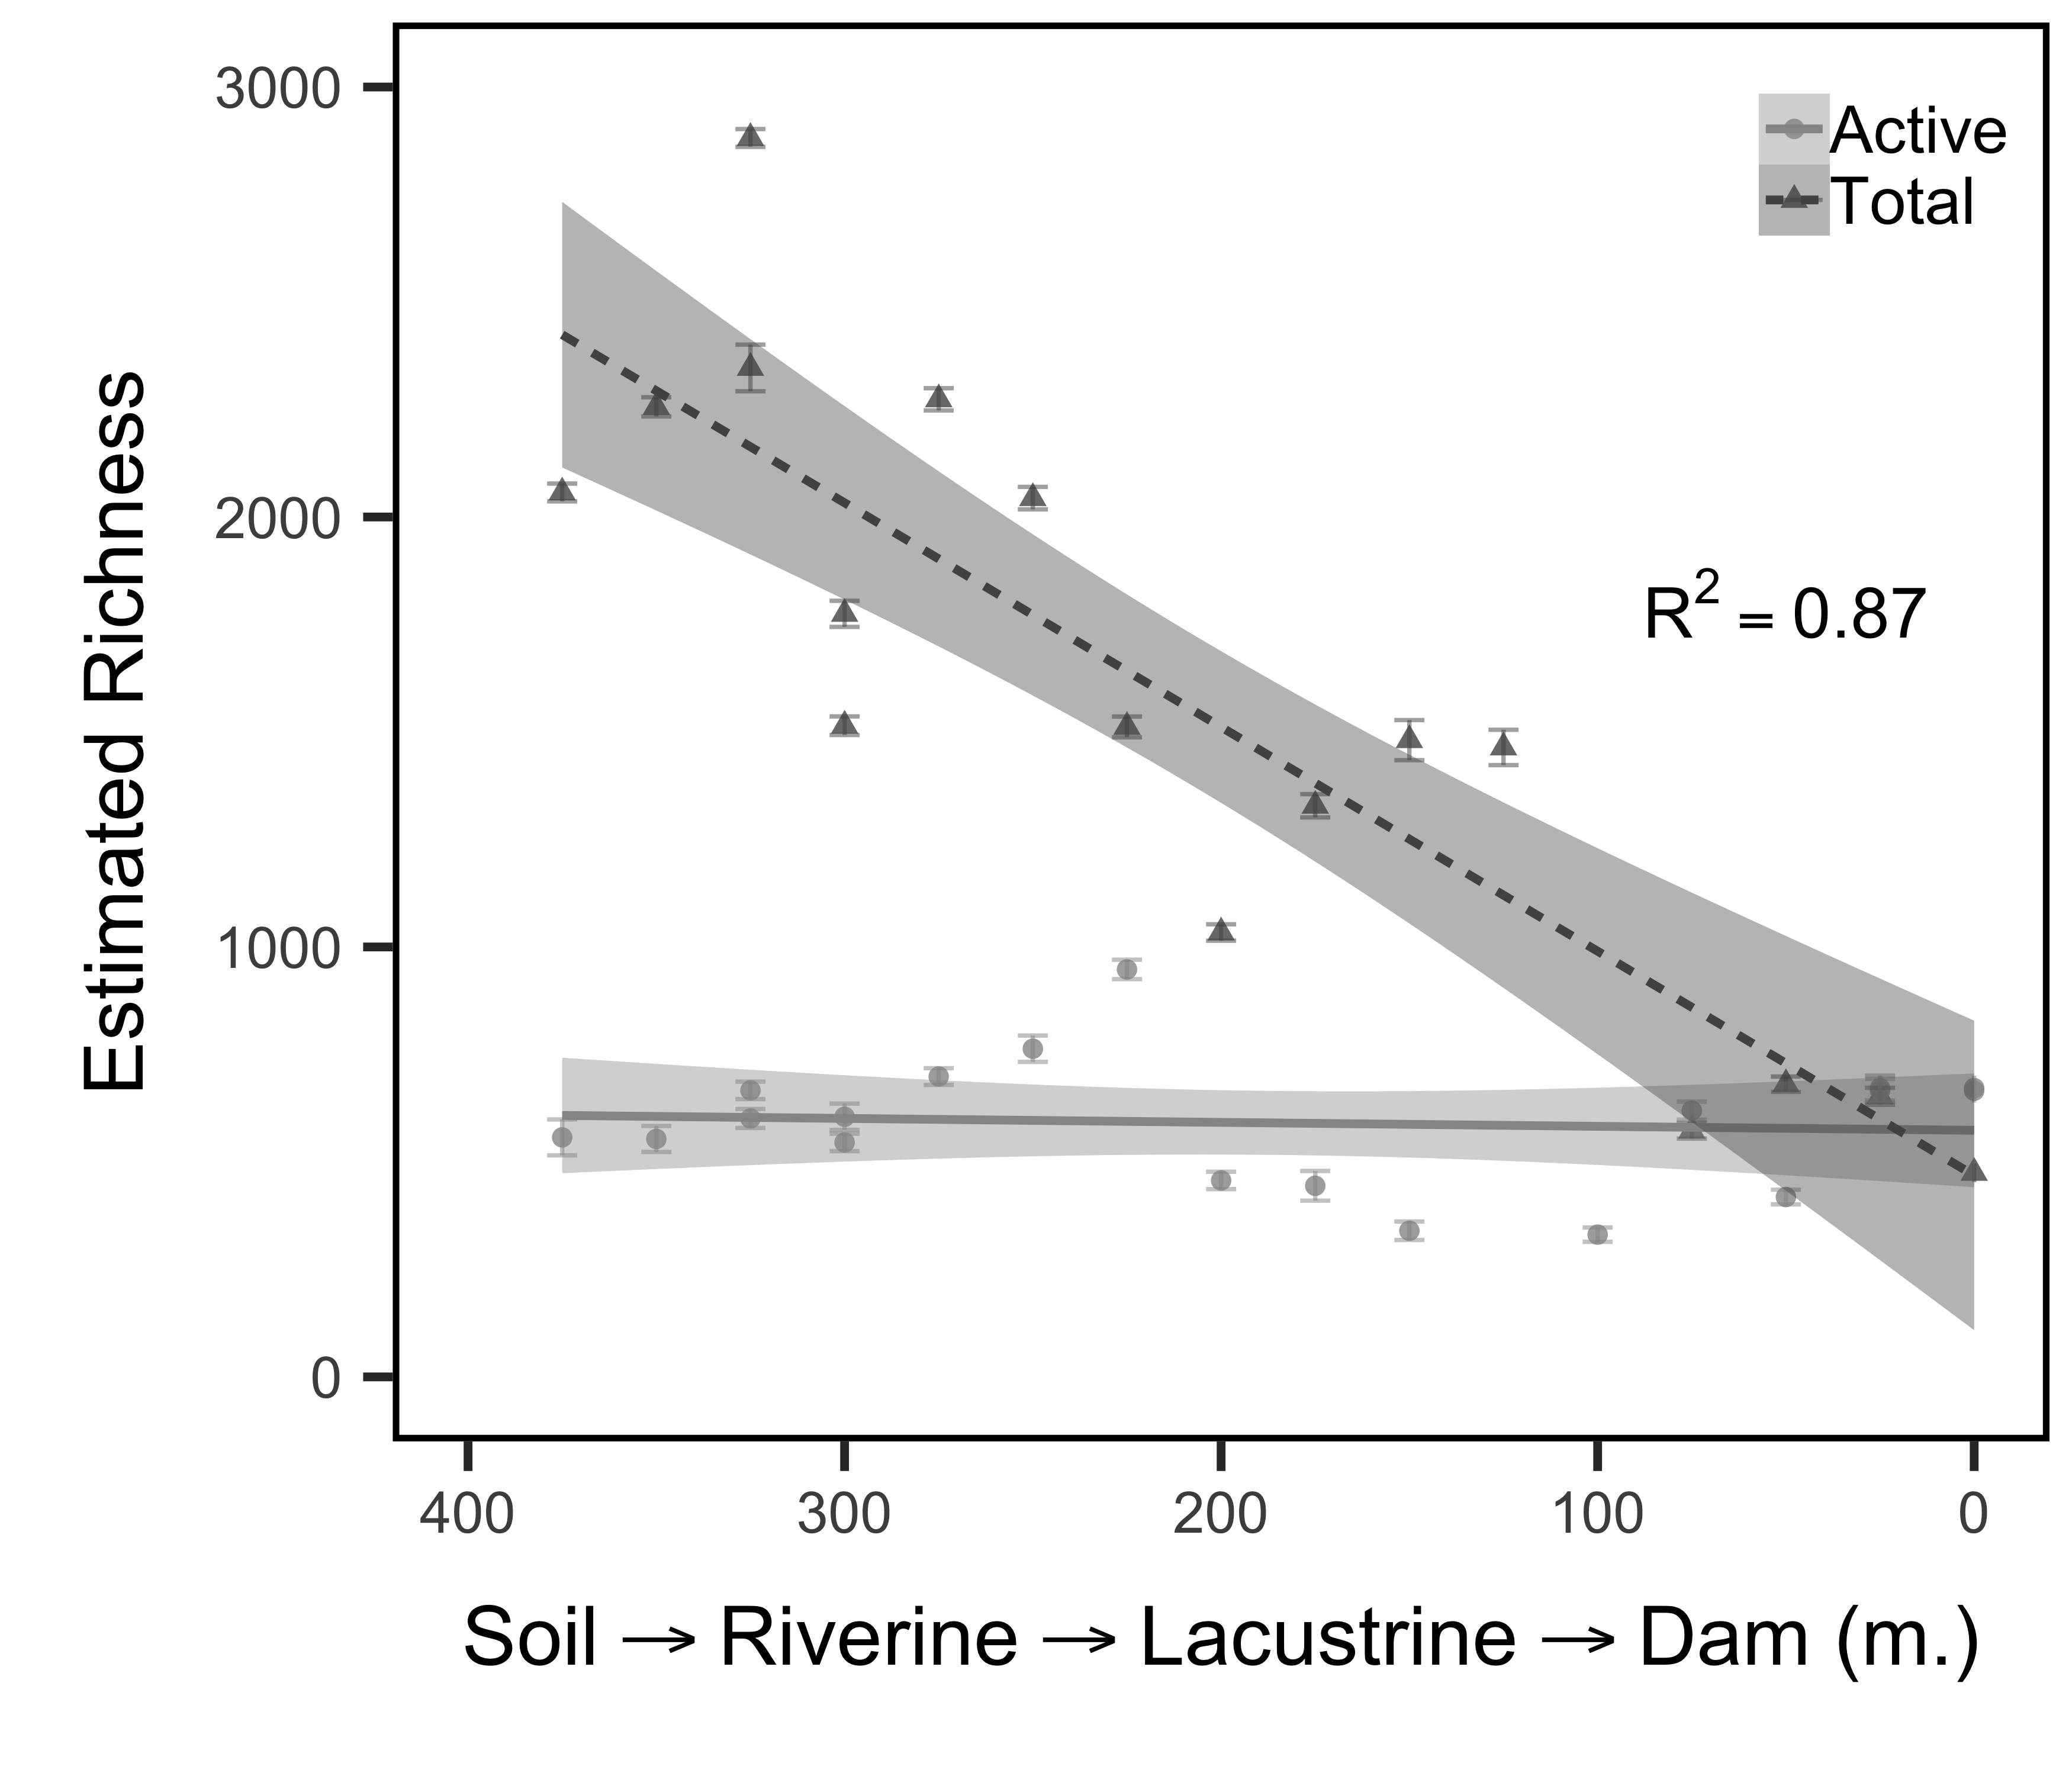 3000
2000
1000
0
Estimated Richness
Active
Total
R² = 0.87
400 300 200 100 0
Soil → Riverine → Lacustrine → Dam (m.)